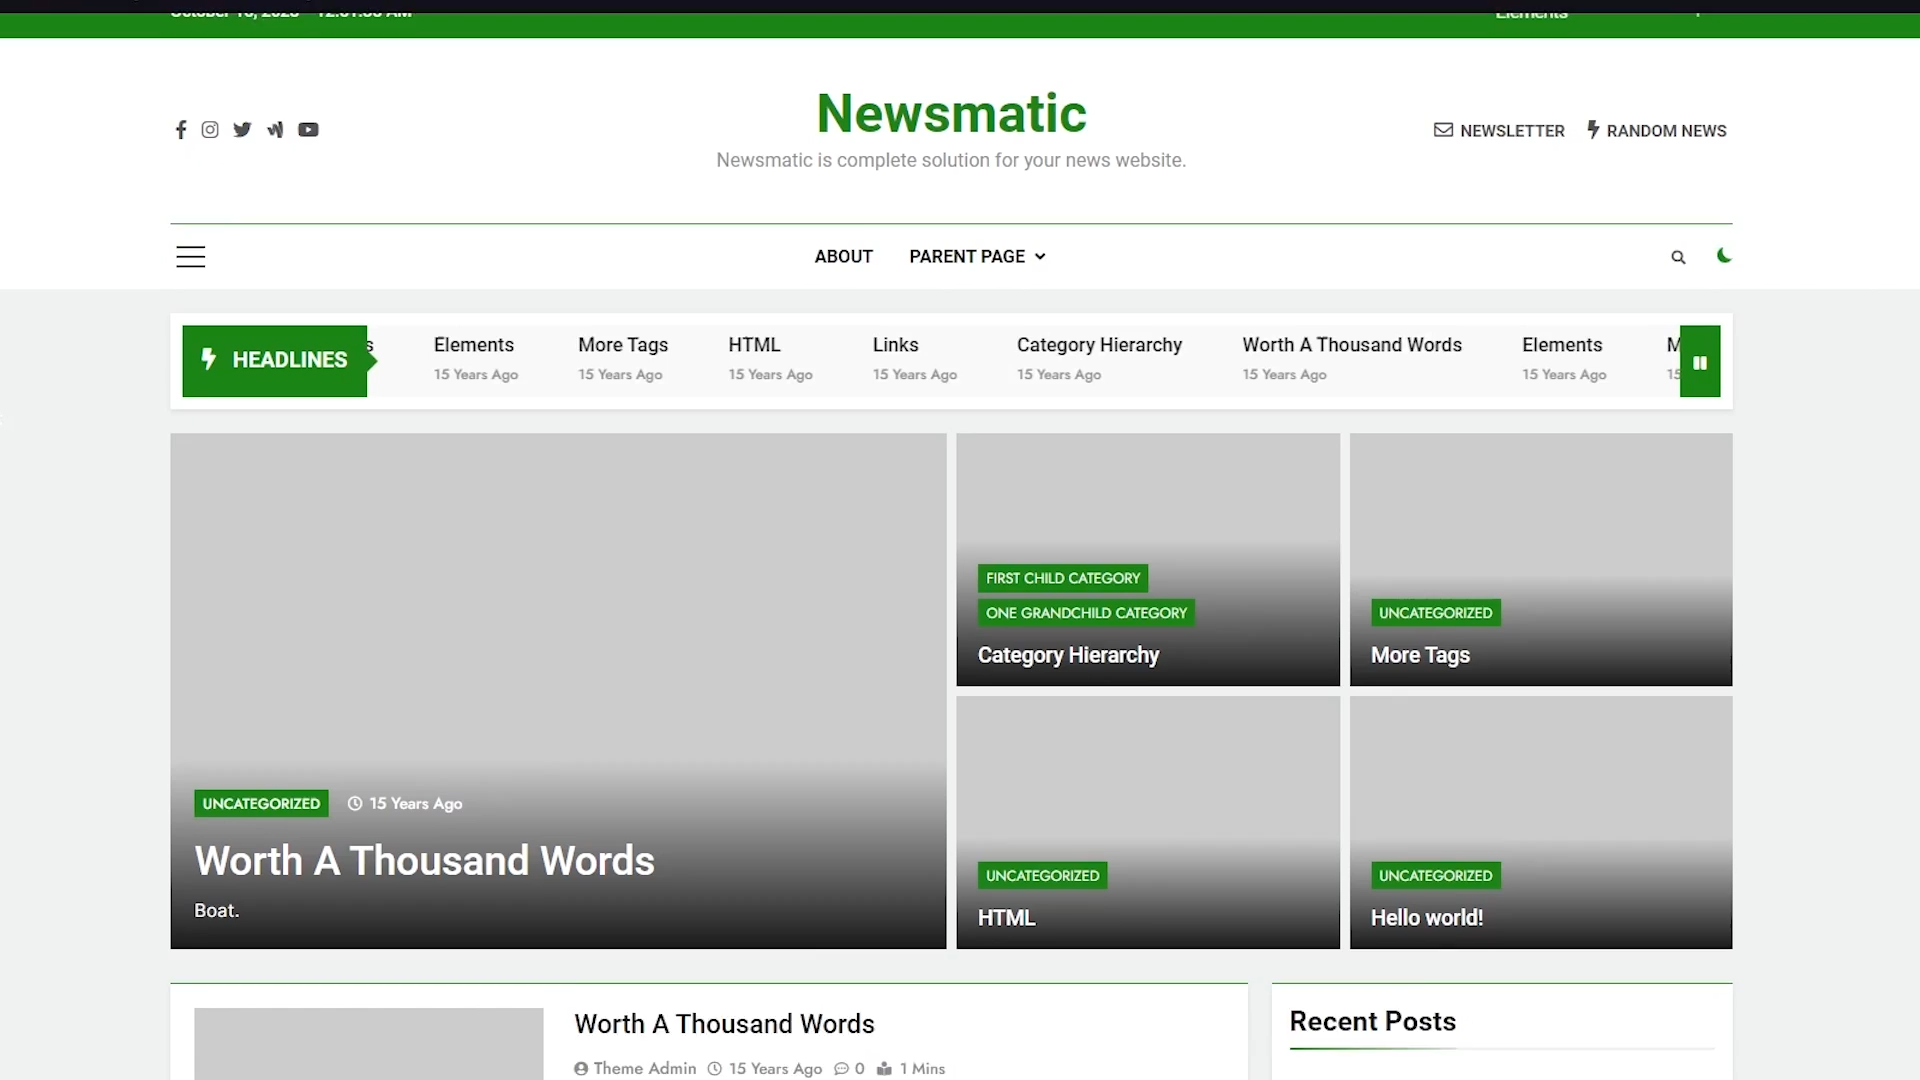 Elements
Newsmatic
Newsmatic is complete solution for your news website.
NEWSLETTER
RANDOM NEWS
ABOUT
PARENT PAGE
HEADLINES
Elements
15 Years Ago
More Tags
15 Years Ago
HTML
15 Years Ago
Links
15 Years Ago
Category Hierarchy
15 Years Ago
Worth A Thousand Words
15 Years Ago
Elements
15 Years Ago
UNCATEGORIZED
15 Years Ago
Worth A Thousand Words
Boat.
FIRST CHILD CATEGORY
ONE GRANDCHILD CATEGORY
Category Hierarchy
UNCATEGORIZED
More Tags
UNCATEGORIZED
HTML
UNCATEGORIZED
Hello world!
Worth A Thousand Words
Theme Admin 15 Years Ago 0 1 Mins
Recent Posts